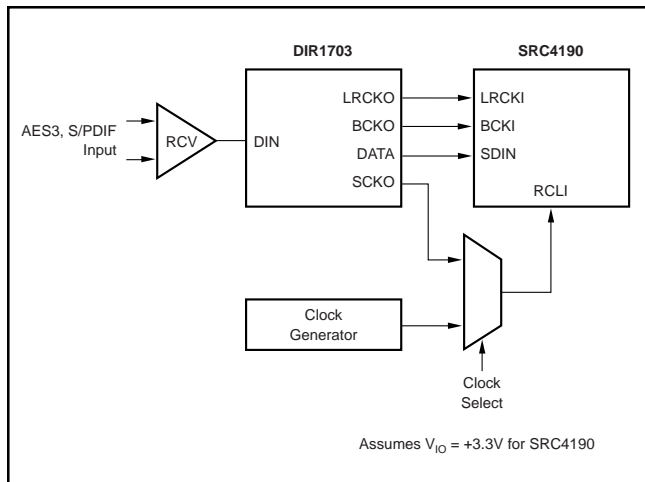 DIR1703
SRC4190
AES3, S/PDIF
Input
RCV
DIN
LRCKO
BCKO
DATA
SCKO
LRCKI
BCKI
SDIN
RCLI
Clock
Generator
Clock
Select
Assumes V_IO = +3.3V for SRC4190